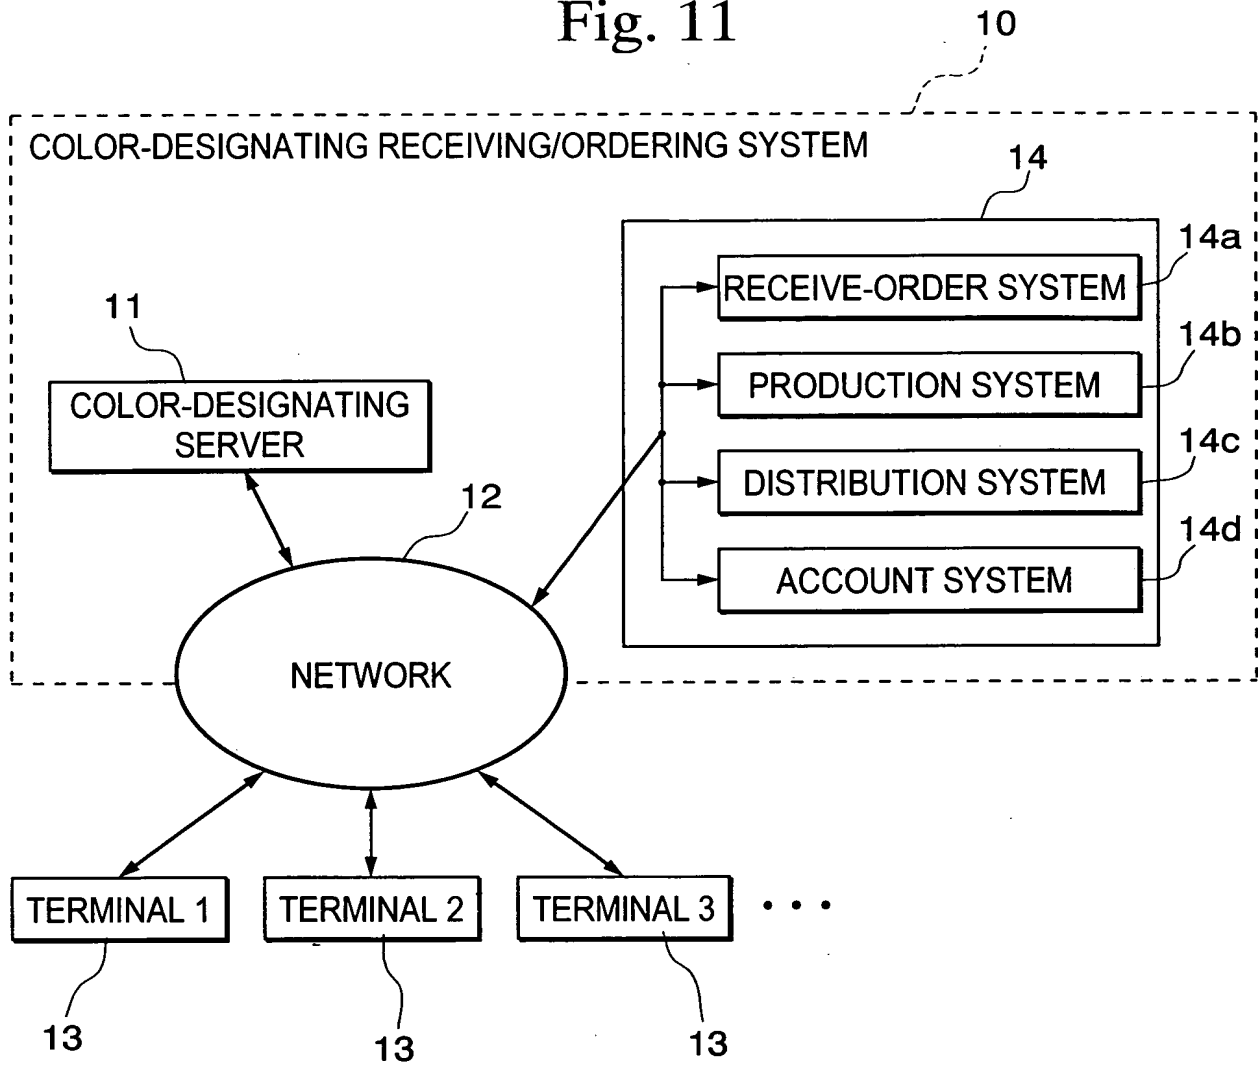 Fig. 11
10
COLOR-DESIGNATING RECEIVING/ORDERING SYSTEM
14
14a
RECEIVE-ORDER SYSTEM
11
14b
PRODUCTION SYSTEM
COLOR-DESIGNATING
SERVER
14c
DISTRIBUTION SYSTEM
12
14d
ACCOUNT SYSTEM
NETWORK
TERMINAL 1
TERMINAL 2
TERMINAL 3
• • •
13
13
13